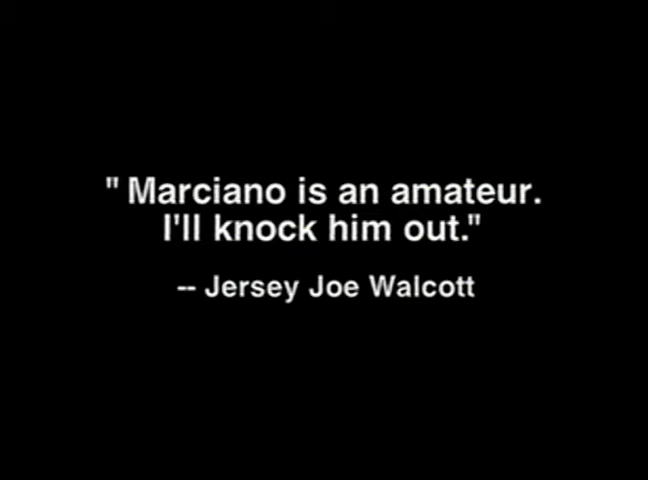 " Marciano is an amateur.
I'll knock him out."
-- Jersey Joe Walcott